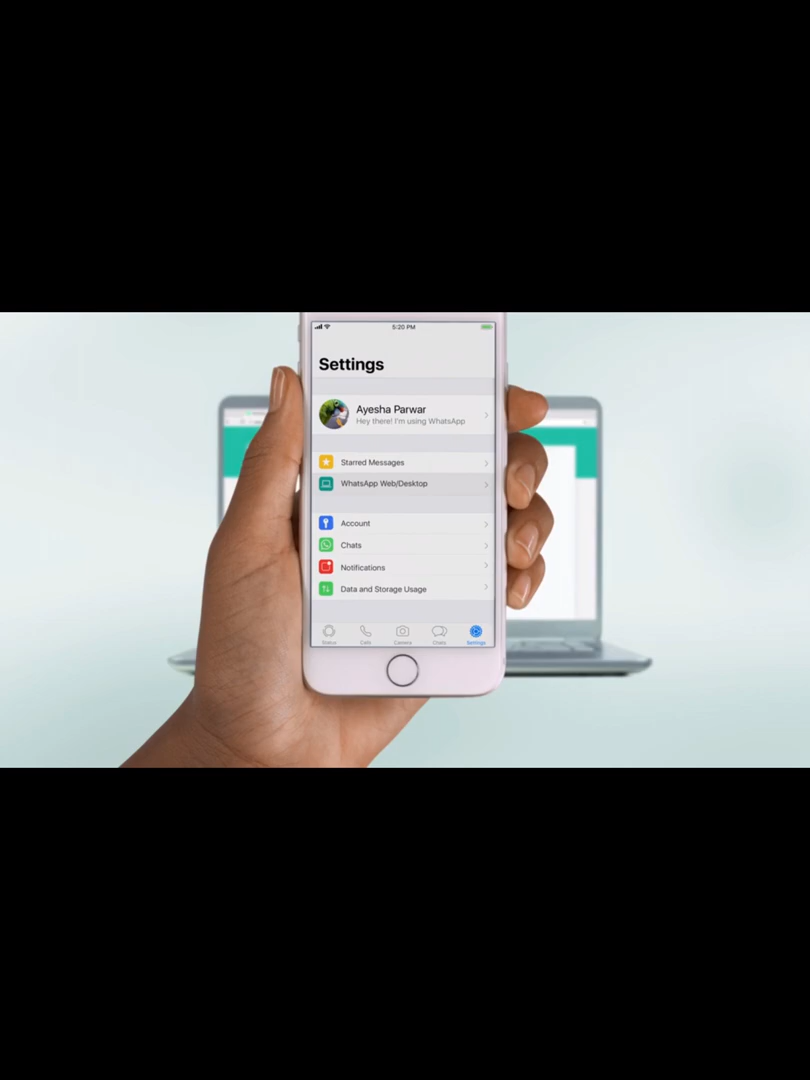 5:20 PM
Settings
Ayesha Parwar
Hey there! I'm using WhatsApp
Starred Messages
WhatsApp Web/Desktop
Account
Chats
Notifications
Data and Storage Usage
Status
Calls
Camera
Chats
Settings